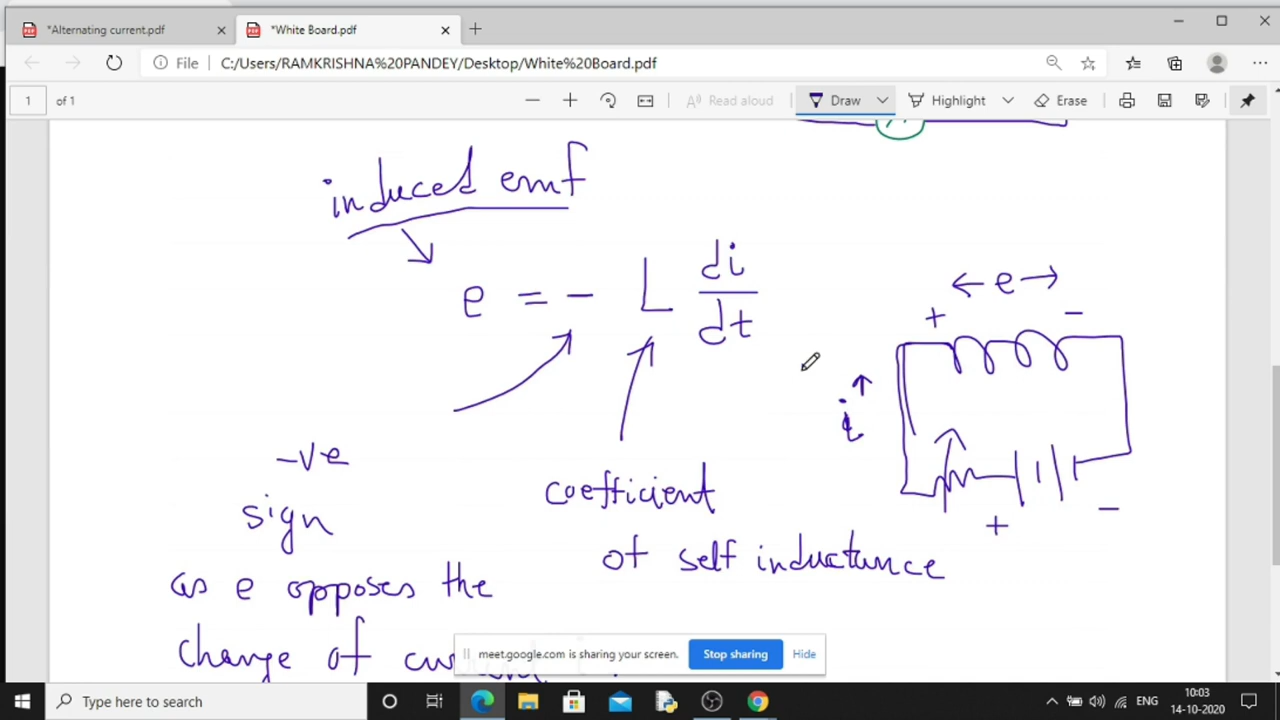 *Alternating current.pdf
*White Board.pdf
File
C:/Users/RAMKRISHNA%20PANDEY/Desktop/White%20Board.pdf
1 of 1
Read aloud
Draw
Highlight
Erase
induced emf
e = - L di/dt
← e →
+ -
i
+ -
-ve
sign
as e opposes the
change of
coefficient
of self inductance
meet.google.com is sharing your screen.
Stop sharing
Hide
Type here to search
ENG
10:03
14-10-2020